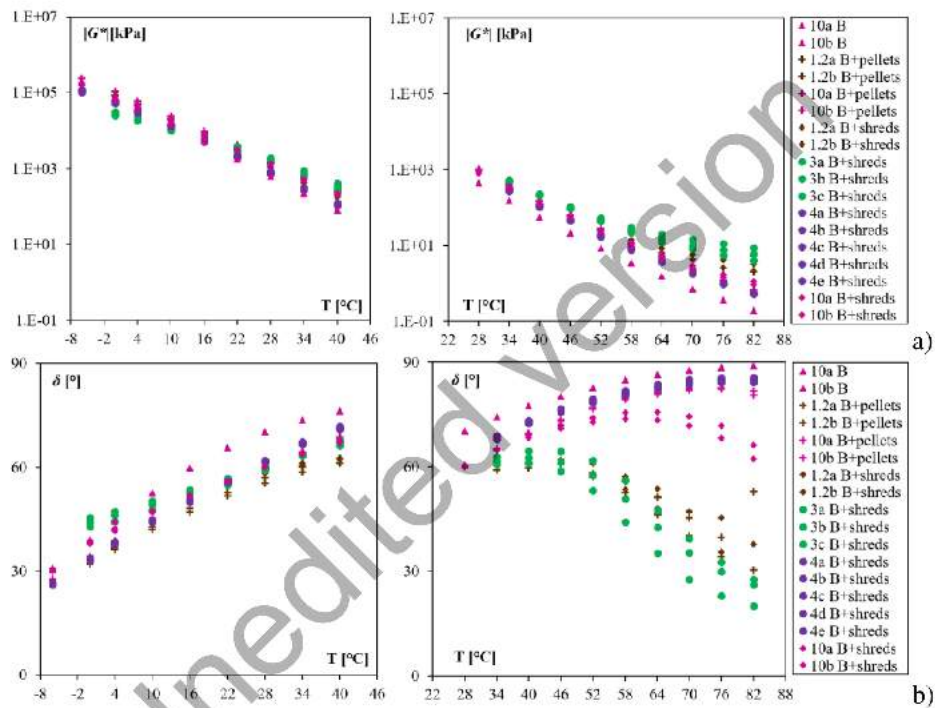 1.E+07
|G*|[kPa]
1.E+05
1.E+03
1.E+01
1.E-01
T [°C]
-8 -2 4 10 16 22 28 34 40 46
1.E+07
|G*| [kPa]
1.E+05
1.E+03
1.E+01
1.E-01
T [°C]
22 28 34 40 46 52 58 64 70 76 82 88
10a B
10b B
1.2a B+pellets
1.2b B+pellets
10a B+pellets
10b B+pellets
1.2a B+shreds
1.2b B+shreds
3a B+shreds
3b B+shreds
3c B+shreds
4a B+shreds
4b B+shreds
4c B+shreds
4d B+shreds
4e B+shreds
10a B+shreds
10b B+shreds
a)
90
δ [°]
60
30
0
T [°C]
-8 -2 4 10 16 22 28 34 40 46
90
δ [°]
60
30
0
T [°C]
22 28 34 40 46 52 58 64 70 76 82 88
10a B
10b B
1.2a B+pellets
1.2b B+pellets
10a B+pellets
10b B+pellets
1.2a B+shreds
1.2b B+shreds
3a B+shreds
3b B+shreds
3c B+shreds
4a B+shreds
4b B+shreds
4c B+shreds
4d B+shreds
4e B+shreds
10a B+shreds
10b B+shreds
b)
Unedited version